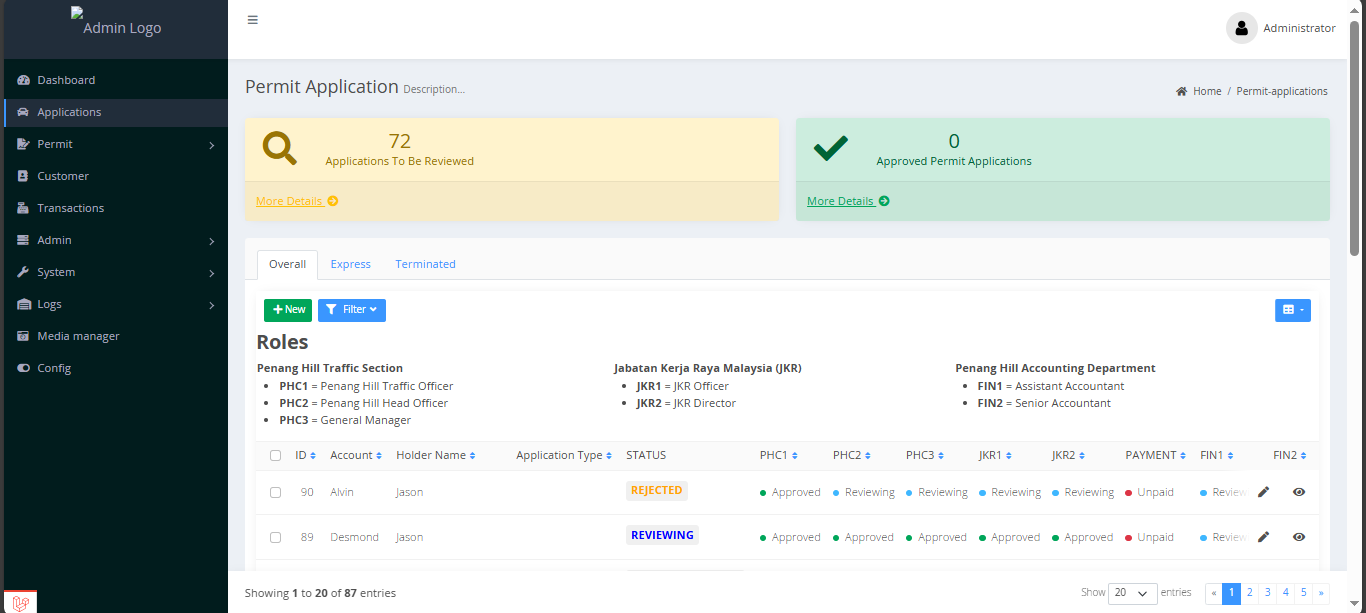 Admin Logo
Administrator
Dashboard
Applications
Permit
Customer
Transactions
Admin
System
Logs
Media manager
Config
Permit Application Description...
Home / Permit-applications
72
Applications To Be Reviewed
More Details
0
Approved Permit Applications
More Details
Overall Express Terminated
+ New Filter
Roles
Penang Hill Traffic Section
• PHC1 = Penang Hill Traffic Officer
• PHC2 = Penang Hill Head Officer
• PHC3 = General Manager
Jabatan Kerja Raya Malaysia (JKR)
• JKR1 = JKR Officer
• JKR2 = JKR Director
Penang Hill Accounting Department
• FIN1 = Assistant Accountant
• FIN2 = Senior Accountant
ID Account Holder Name Application Type STATUS PHC1 PHC2 PHC3 JKR1 JKR2 PAYMENT FIN1 FIN2
90 Alvin Jason REJECTED Approved Reviewing Reviewing Reviewing Reviewing Unpaid Review
89 Desmond Jason REVIEWING Approved Approved Approved Approved Approved Unpaid Review
Showing 1 to 20 of 87 entries
Show 20 entries
« 1 2 3 4 5 »